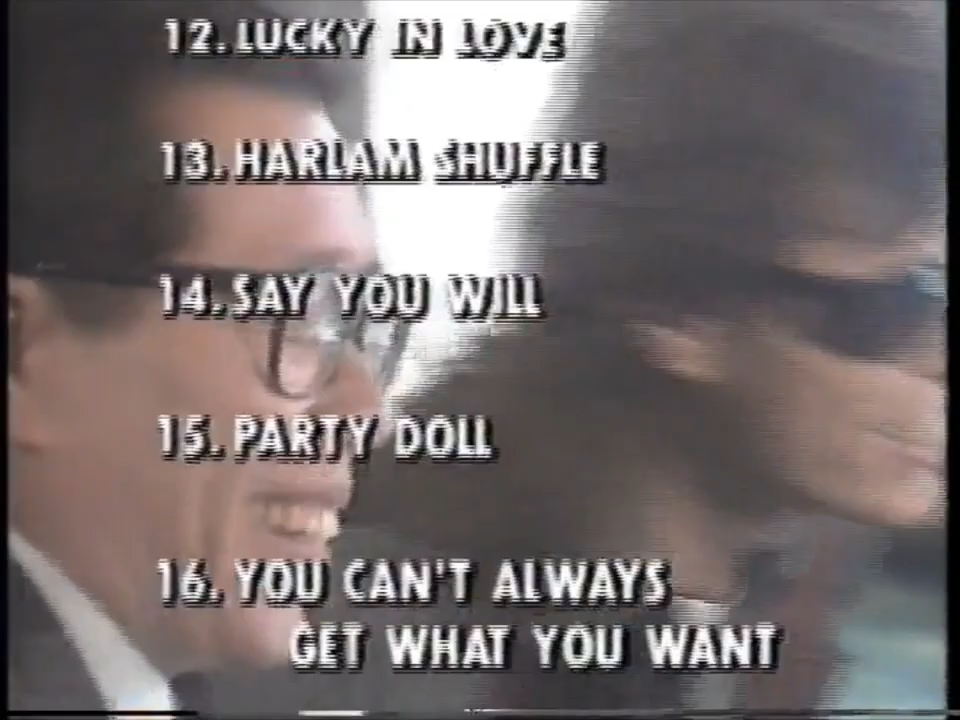 12. LUCKY IN LOVE
13. HARLAM SHUFFLE
14. SAY YOU WILL
15. PARTY DOLL
16. YOU CAN'T ALWAYS
GET WHAT YOU WANT